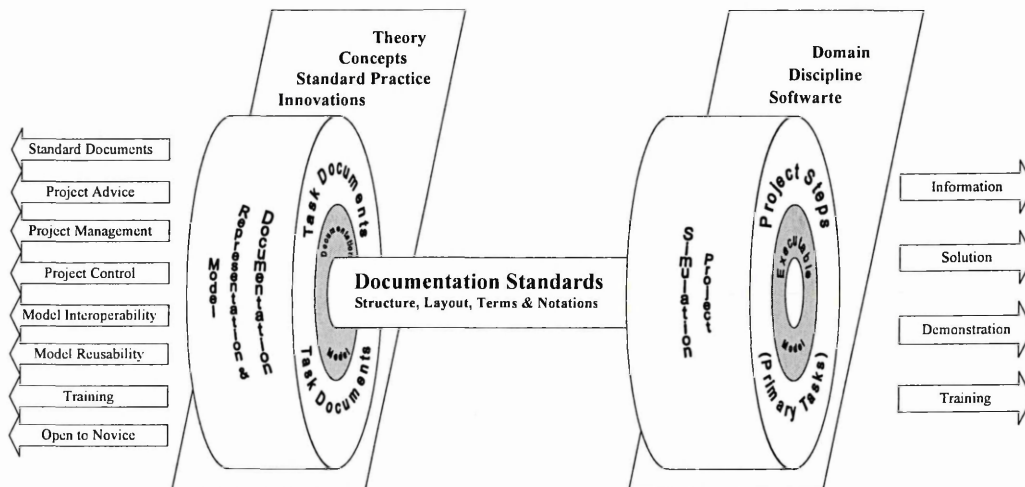 Theory
Concepts
Standard Practice
Innovations
Domain
Discipline
Softwarte
Standard Documents
Project Advice
Project Management
Project Control
Model Interoperability
Model Reusability
Training
Open to Novice
Documentation
Representation &
Model
Task Documents
Documentation
Model
Task Documents
Documentation Standards
Structure, Layout, Terms & Notations
Project
Simulation
Project Steps
Executable
Model
(Primary Tasks)
Information
Solution
Demonstration
Training